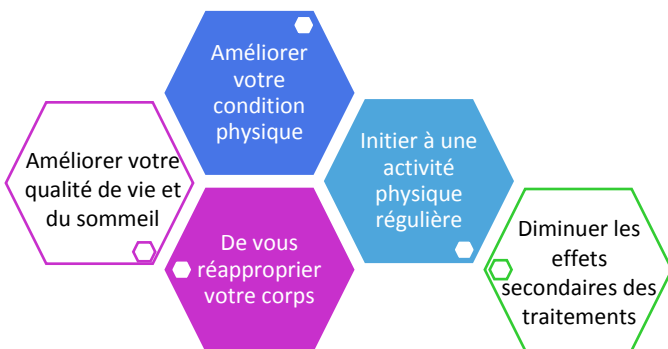 Améliorer
votre
condition
physique
Améliorer votre
qualité de vie et
du sommeil
Initier à une
activité
physique
régulière
De vous
réapproprier
votre corps
Diminuer les
effets
secondaires des
traitements